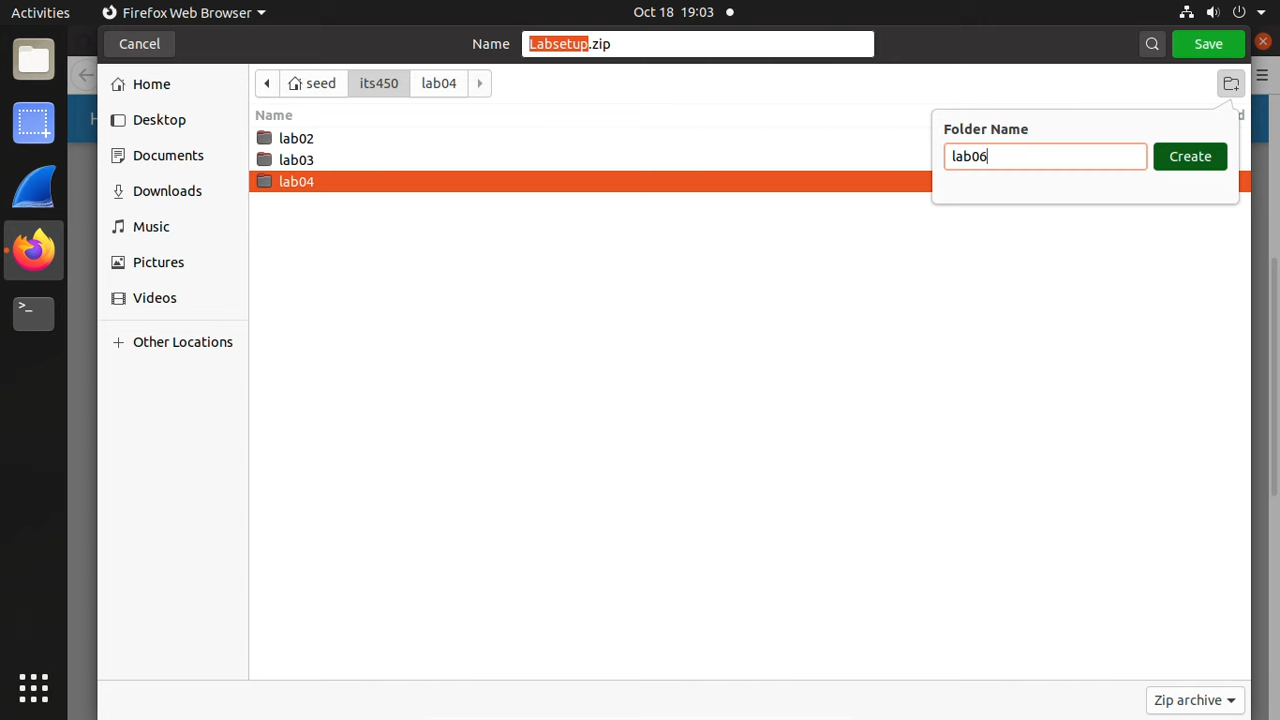 Activities Firefox Web Browser Oct 18 19:03
Cancel Name Labsetup.zip Save
seed its450 lab04
Home
Desktop
Documents
Downloads
Music
Pictures
Videos
Other Locations
Name
lab02
lab03
lab04
Folder Name
lab06 Create
Zip archive